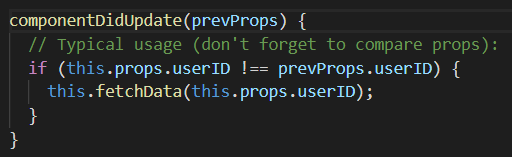 componentDidUpdate(prevProps) {
  // Typical usage (don't forget to compare props):
  if (this.props.userID !== prevProps.userID) {
    this.fetchData(this.props.userID);
  }
}